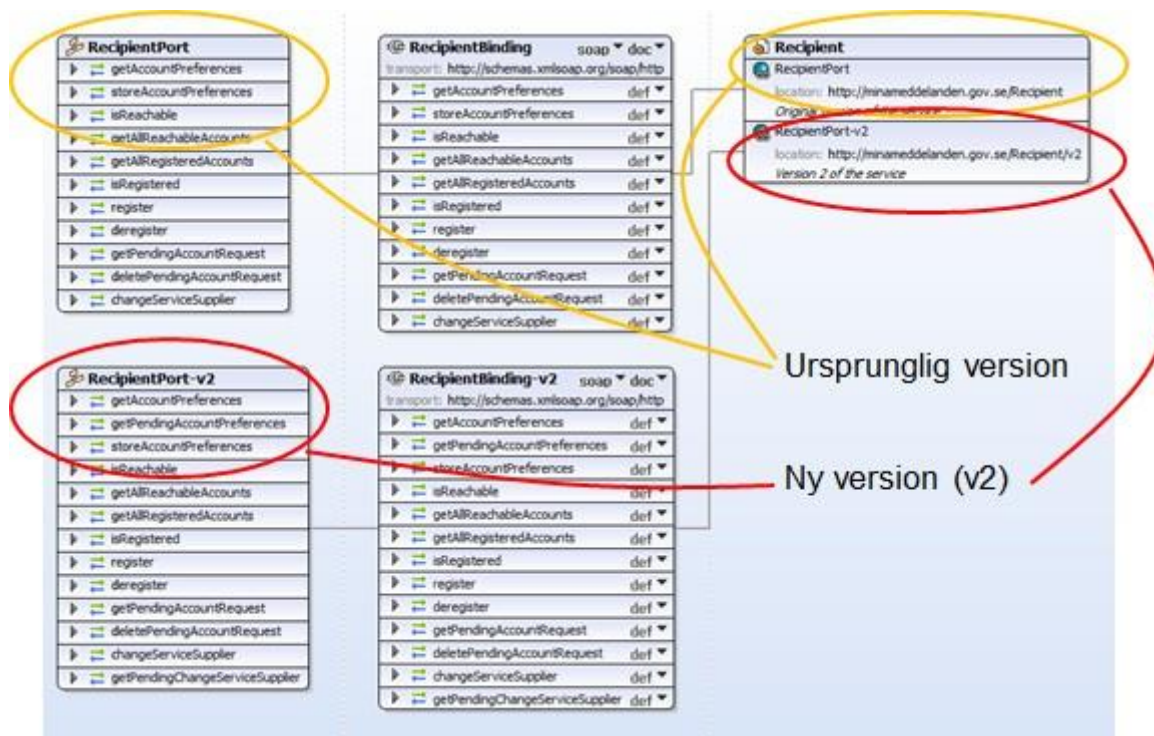 RecipientPort
getAccountPreferences
storeAccountPreferences
isReachable
getAllReachableAccounts
getAllRegisteredAccounts
isRegistered
register
deregister
getPendingAccountRequest
deletePendingAccountRequest
changeServiceSupplier
RecipientBinding soap doc
transport: http://schemas.xmlsoap.org/soap/http
getAccountPreferences def
storeAccountPreferences def
isReachable def
getAllReachableAccounts def
getAllRegisteredAccounts def
isRegistered def
register def
deregister def
getPendingAccountRequest def
deletePendingAccountRequest def
changeServiceSupplier def
Recipient
RecipientPort
location: http://minameddelanden.gov.se/Recipient
Original version of the service
RecipientPort-v2
location: http://minameddelanden.gov.se/Recipient/v2
Version 2 of the service
Ursprunglig version
RecipientPort-v2
getAccountPreferences
getPendingAccountPreferences
storeAccountPreferences
isReachable
getAllReachableAccounts
getAllRegisteredAccounts
isRegistered
register
deregister
getPendingAccountRequest
deletePendingAccountRequest
changeServiceSupplier
getPendingChangeServiceSupplier
RecipientBinding-v2 soap doc
transport: http://schemas.xmlsoap.org/soap/http
getAccountPreferences def
getPendingAccountPreferences def
storeAccountPreferences def
isReachable def
getAllReachableAccounts def
getAllRegisteredAccounts def
isRegistered def
register def
deregister def
getPendingAccountRequest def
deletePendingAccountRequest def
changeServiceSupplier def
getPendingChangeServiceSupplier def
Ny version (v2)